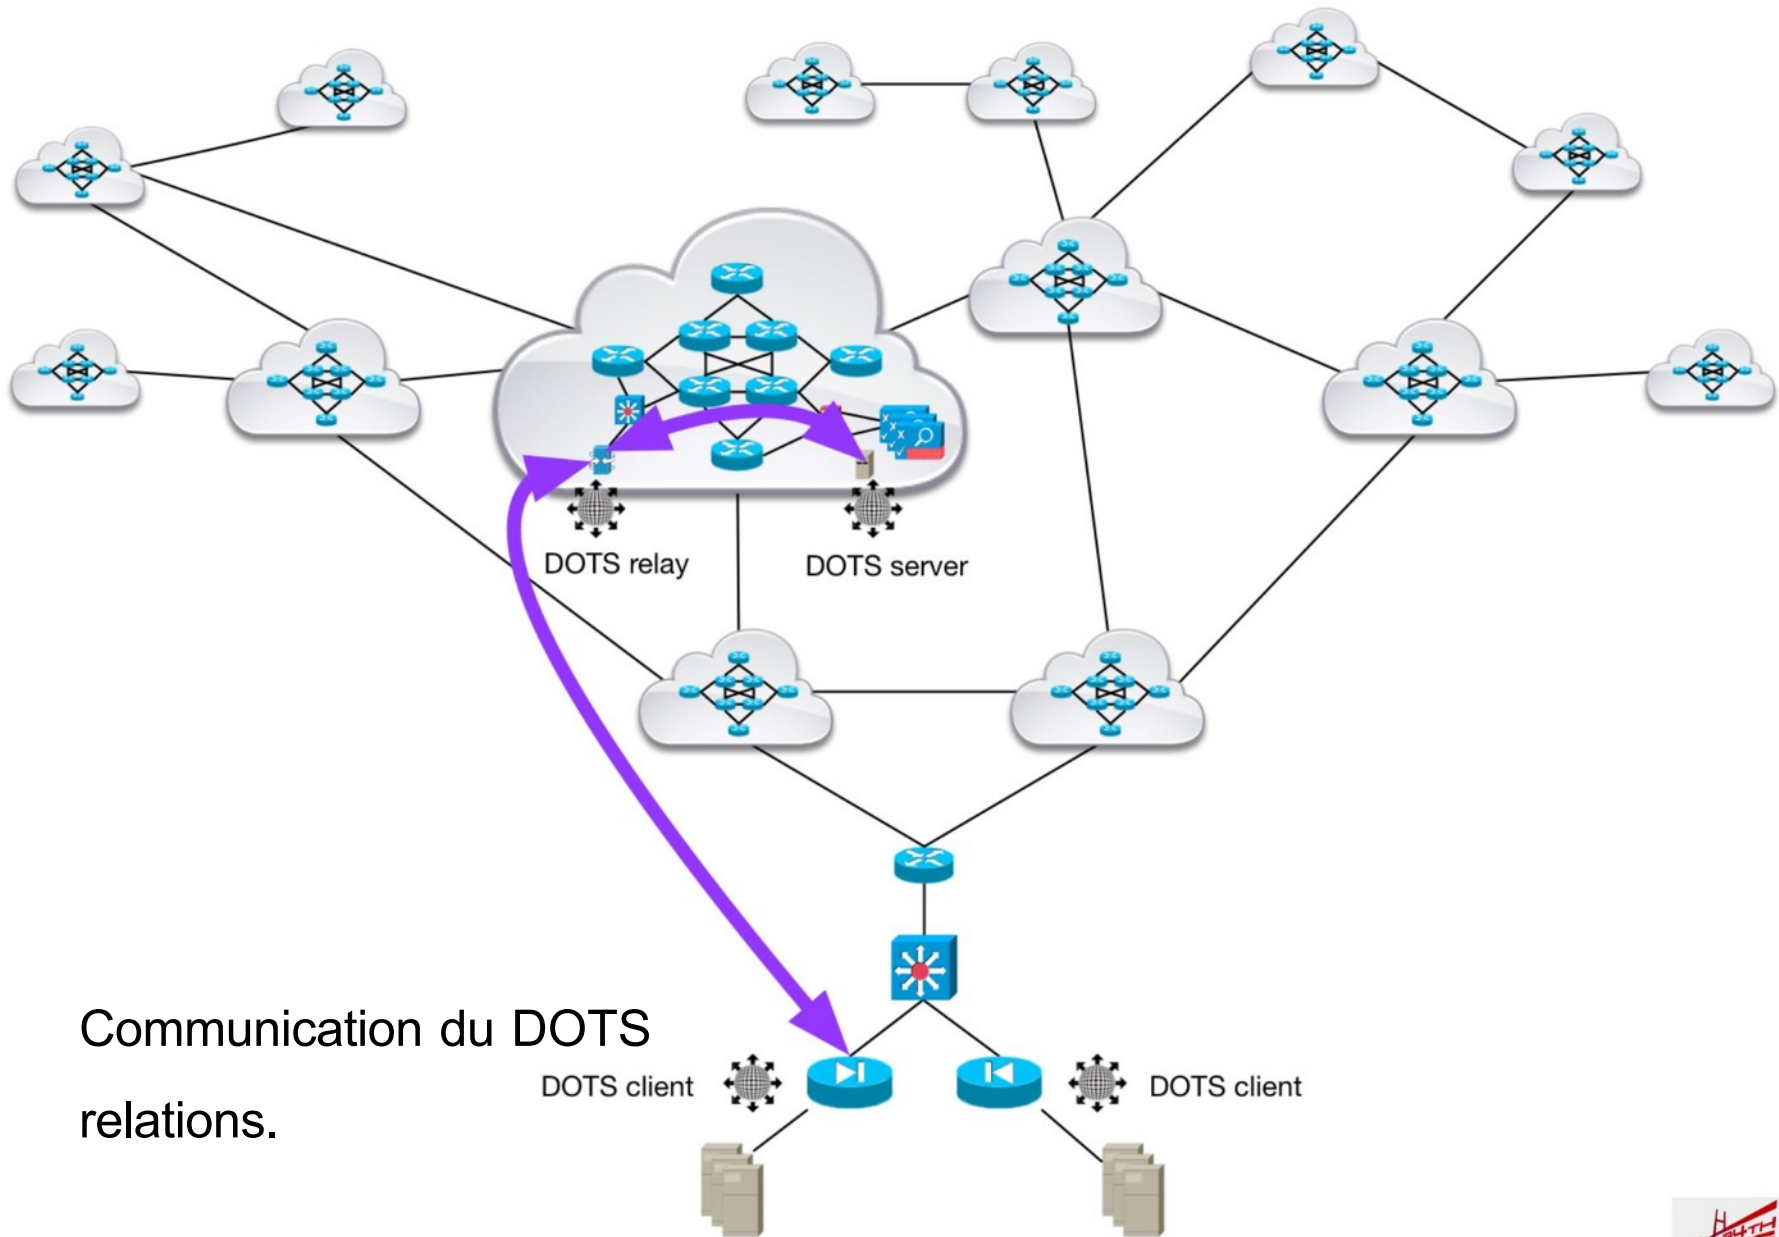 DOTS relay
DOTS server
Communication du DOTS
relations.
DOTS client
DOTS client